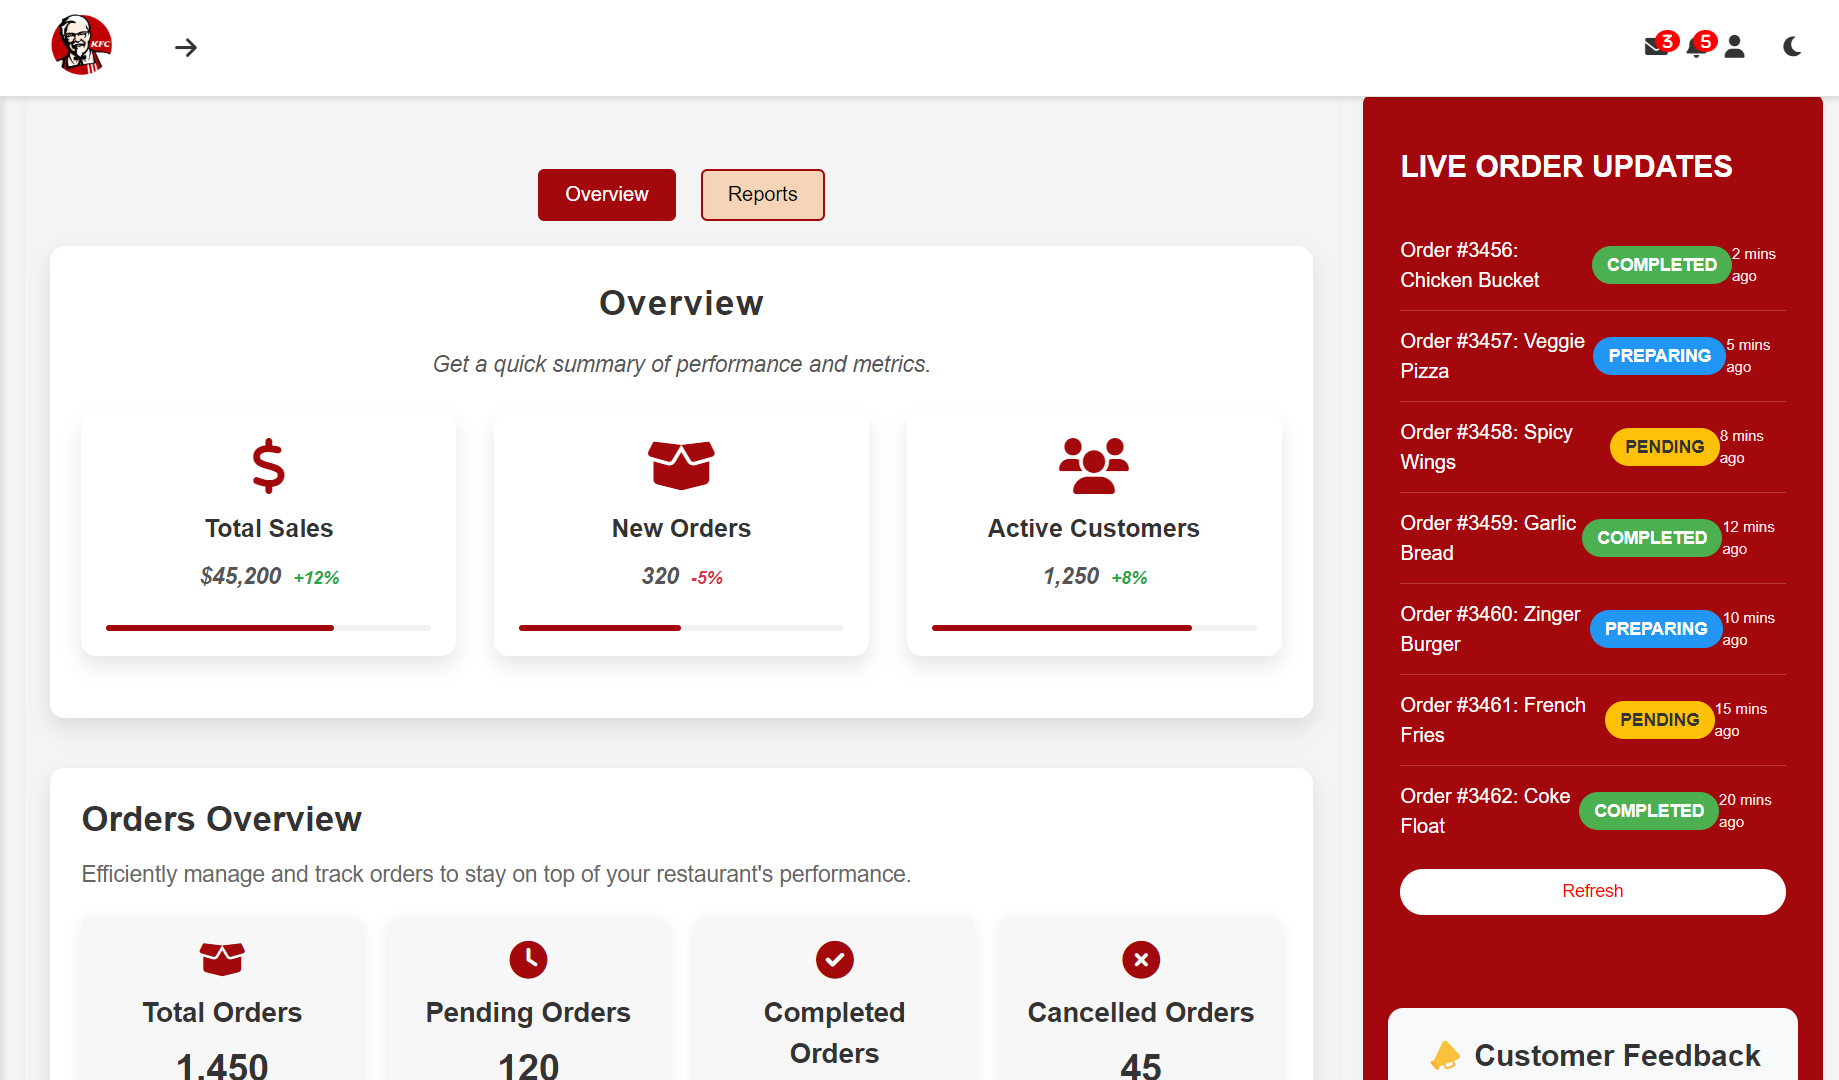 KFC
3
5
Overview
Reports
Overview
Get a quick summary of performance and metrics.
Total Sales
$45,200 +12%
New Orders
320 -5%
Active Customers
1,250 +8%
Orders Overview
Efficiently manage and track orders to stay on top of your restaurant's performance.
Total Orders
1,450
Pending Orders
120
Completed
Orders
Cancelled Orders
45
LIVE ORDER UPDATES
Order #3456:
Chicken Bucket
COMPLETED
2 mins
ago
Order #3457: Veggie
Pizza
PREPARING
5 mins
ago
Order #3458: Spicy
Wings
PENDING
8 mins
ago
Order #3459: Garlic
Bread
COMPLETED
12 mins
ago
Order #3460: Zinger
Burger
PREPARING
10 mins
ago
Order #3461: French
Fries
PENDING
15 mins
ago
Order #3462: Coke
Float
COMPLETED
20 mins
ago
Refresh
Customer Feedback